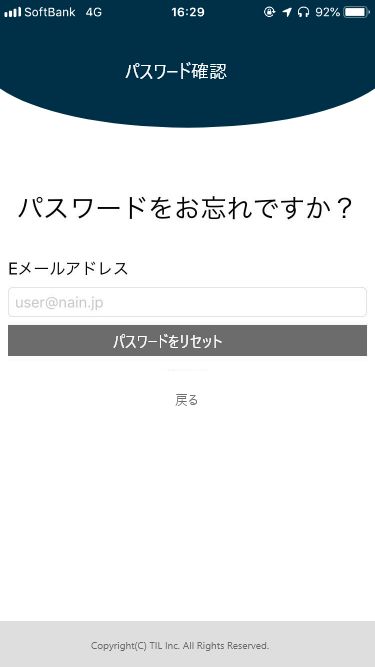 SoftBank 4G 16:29 92%
パスワード確認
パスワードをお忘れですか？
Eメールアドレス
user@nain.jp
パスワードをリセット
戻る
Copyright(C) TIL Inc. All Rights Reserved.